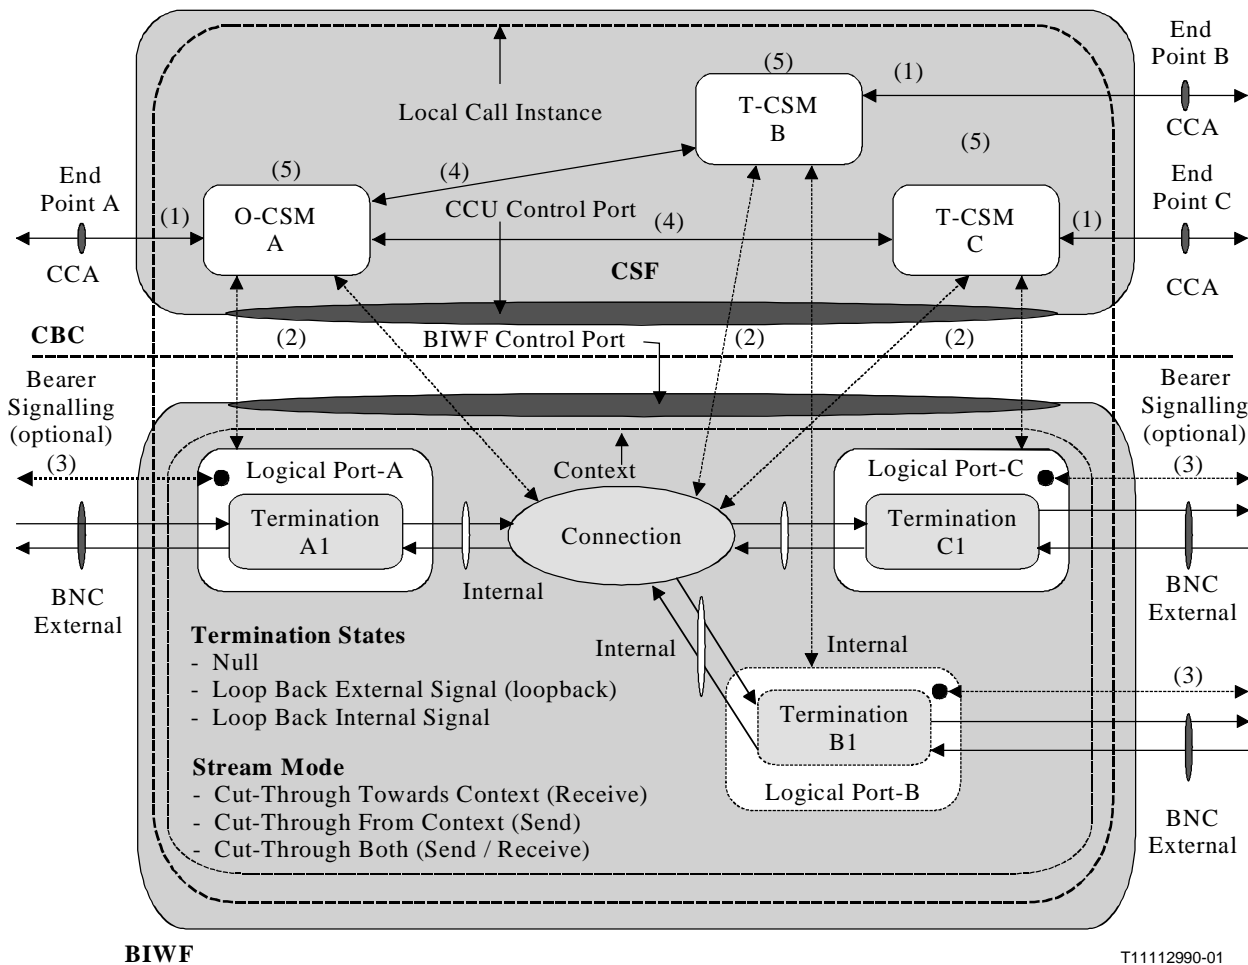 End
Point B
(5)
(1)
T-CSM
B
Local Call Instance
CCA
(5)
(5)
(4)
End
Point A
End
Point C
CCU Control Port
(1)
O-CSM
A
(4)
T-CSM
C
(1)
CCA
CSF
CCA
CBC
(2)
BIWF Control Port
(2)
(2)
Bearer
Signalling
(optional)
(3)
Bearer
Signalling
(optional)
(3)
Logical Port-A
Context
Logical Port-C
Termination
A1
Connection
Termination
C1
BNC
External
Internal
BNC
External
Termination States
- Null
- Loop Back External Signal (loopback)
- Loop Back Internal Signal
Internal
Internal
(3)
Termination
B1
Logical Port-B
Stream Mode
- Cut-Through Towards Context (Receive)
- Cut-Through From Context (Send)
- Cut-Through Both (Send / Receive)
BNC
External
BIWF
T11112990-01